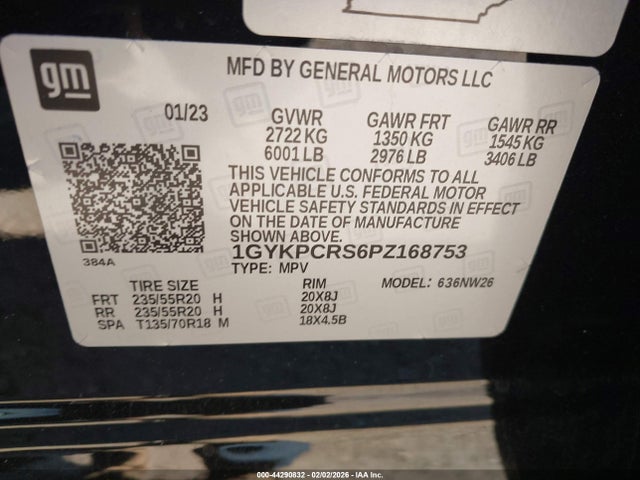 gm
MFD BY GENERAL MOTORS LLC
01/23
GVWR
2722 KG
6001 LB
GAWR FRT
1350 KG
2976 LB
GAWR RR
1545 KG
3406 LB
THIS VEHICLE CONFORMS TO ALL
APPLICABLE U.S. FEDERAL MOTOR
VEHICLE SAFETY STANDARDS IN EFFECT
ON THE DATE OF MANUFACTURE
SHOWN ABOVE.
384A
1GYKPCRS6PZ168753
TYPE: MPV
MODEL: 636NW26
TIRE SIZE RIM
FRT 235/55R20 H 20X8J
RR 235/55R20 H 20X8J
SPA T135/70R18 M 18X4.5B
000-44290832 - 02/02/2026 - IAA Inc.